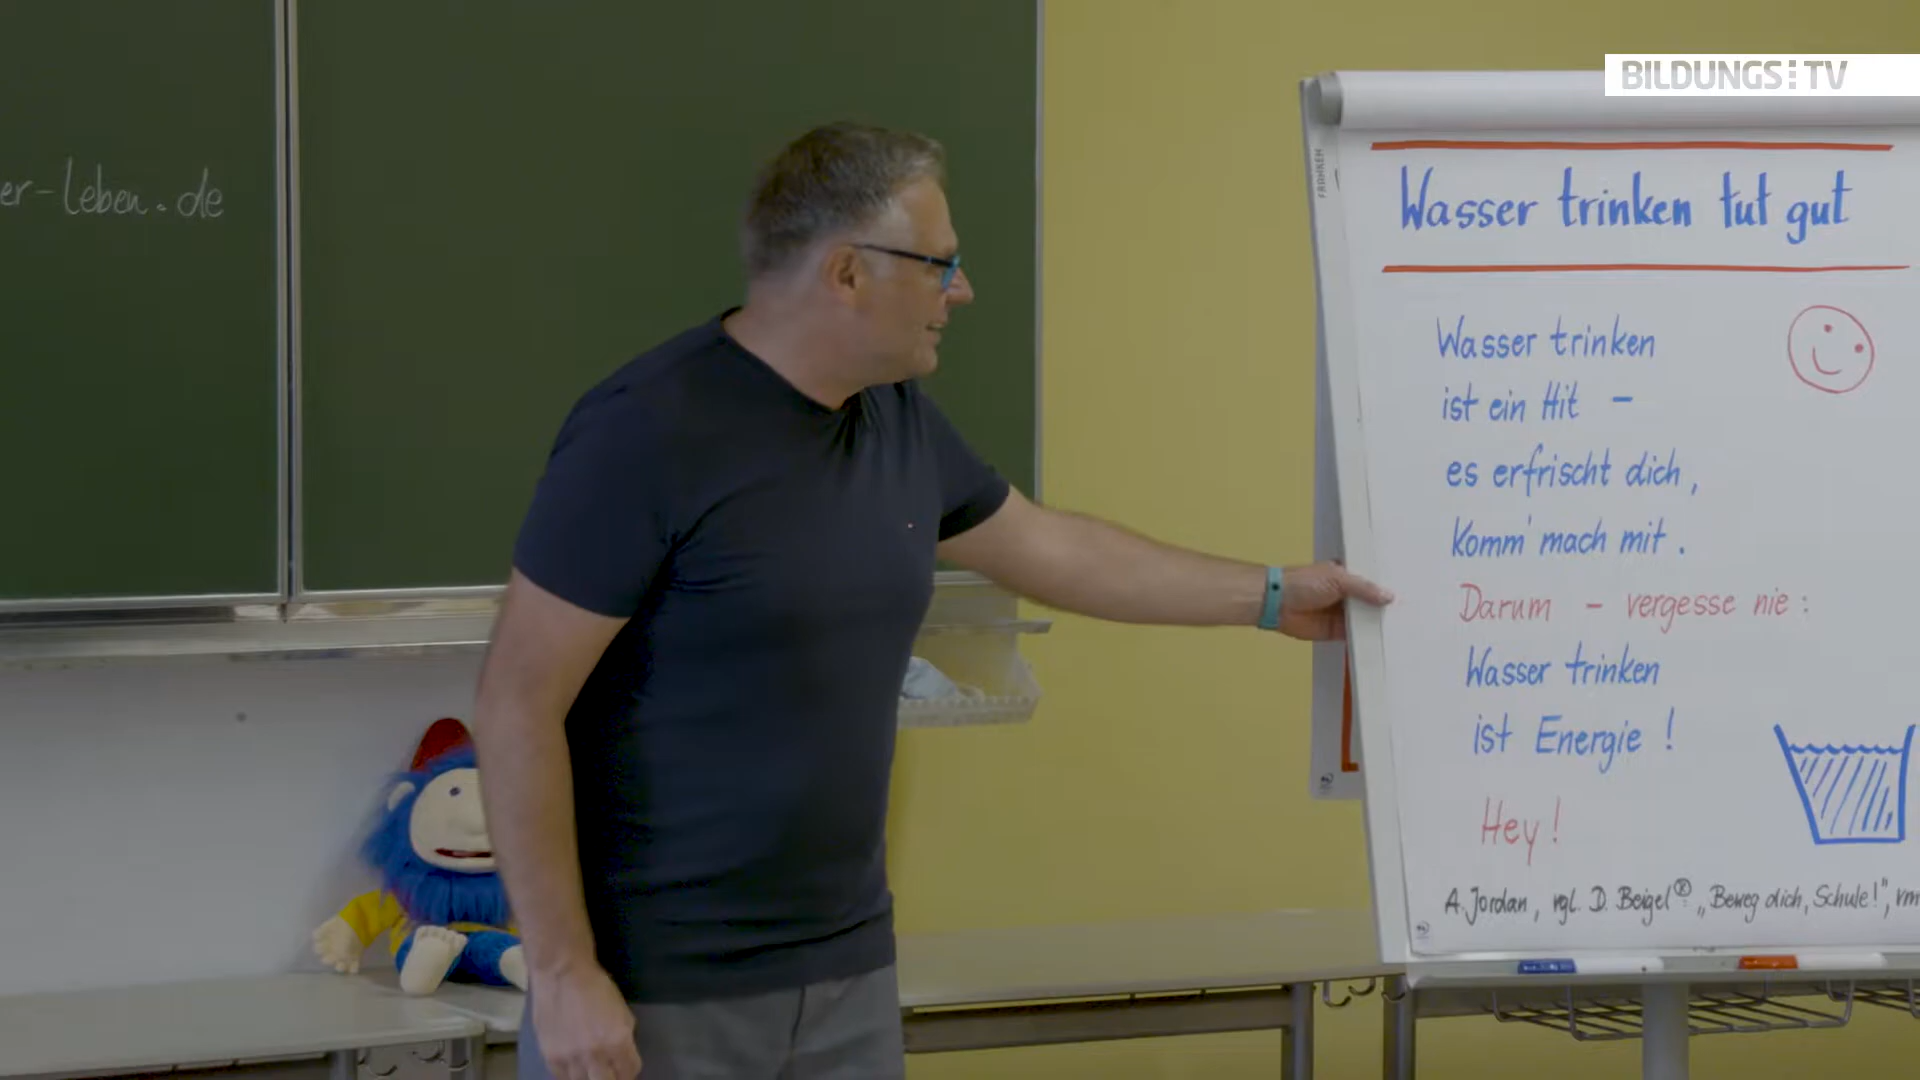 BILDUNGS TV
er-leben.de
FRANKEN
Wasser trinken tut gut
Wasser trinken
ist ein Hit -
es erfrischt dich,
Komm' mach mit.
Darum - vergesse nie:
Wasser trinken
ist Energie!
Hey!
A. Jordan, vgl. D. Beigel® „Beweg dich, Schule!",